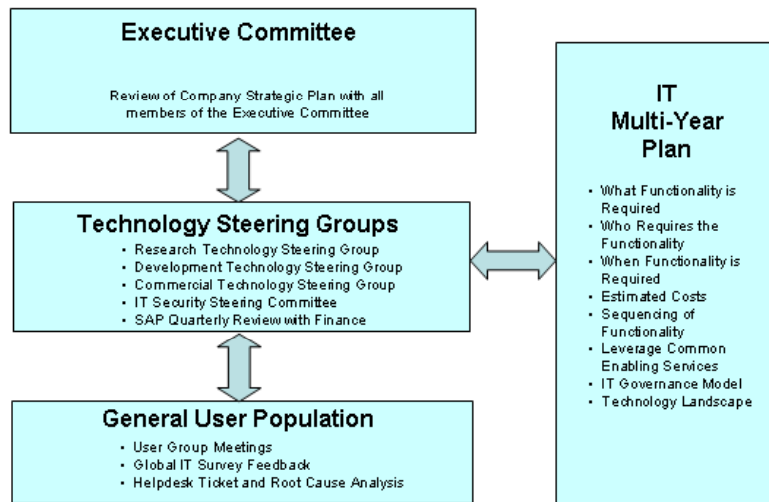 Executive Committee
Review of Company Strategic Plan with all
members of the Executive Committee
Technology Steering Groups
• Research Technology Steering Group
• Development Technology Steering Group
• Commercial Technology Steering Group
• IT Security Steering Committee
• SAP Quarterly Review with Finance
General User Population
• User Group Meetings
• Global IT Survey Feedback
• Helpdesk Ticket and Root Cause Analysis
IT
Multi-Year
Plan
• What Functionality is
Required
• Who Requires the
Functionality
• When Functionality is
Required
• Estimated Costs
• Sequencing of
Functionality
• Leverage Common
Enabling Services
• IT Governance Model
• Technology Landscape